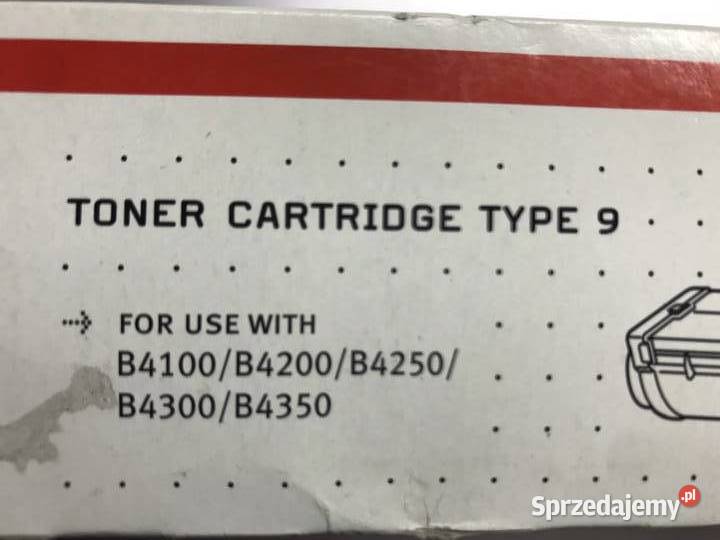 TONER CARTRIDGE TYPE 9
FOR USE WITH
B4100/B4200/B4250/
B4300/B4350
Sprzedajemy.pl